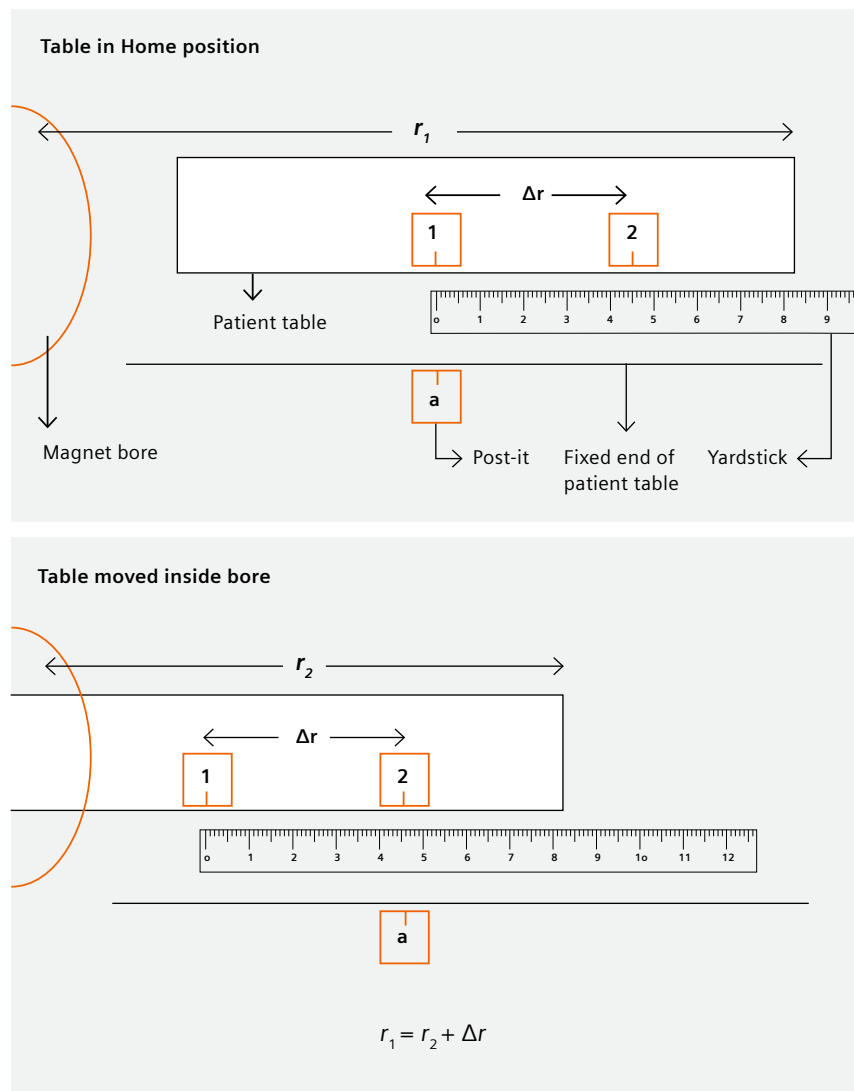 Table in Home position
r₁
Δr
1 2
o 1 2 3 4 5 6 7 8 9
Patient table
a
Magnet bore
Post-it
Fixed end of
patient table
Yardstick
Table moved inside bore
r₂
Δr
1 2
o 1 2 3 4 5 6 7 8 9 1o 11 12
a
r₁ = r₂ + Δr